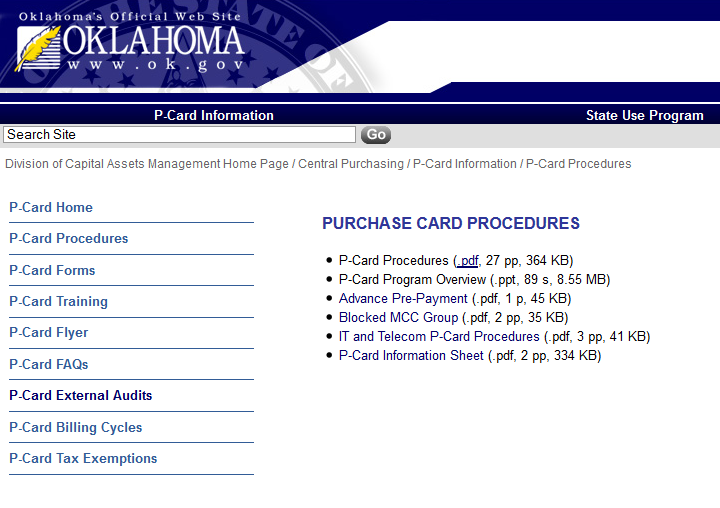 Oklahoma's Official Web Site
OKLAHOMA
www.ok.gov
P-Card Information
State Use Program
Search Site
Go
Division of Capital Assets Management Home Page / Central Purchasing / P-Card Information / P-Card Procedures
P-Card Home
P-Card Procedures
P-Card Forms
P-Card Training
P-Card Flyer
P-Card FAQs
P-Card External Audits
P-Card Billing Cycles
P-Card Tax Exemptions
PURCHASE CARD PROCEDURES
• P-Card Procedures (.pdf, 27 pp, 364 KB)
• P-Card Program Overview (.ppt, 89 s, 8.55 MB)
• Advance Pre-Payment (.pdf, 1 p, 45 KB)
• Blocked MCC Group (.pdf, 2 pp, 35 KB)
• IT and Telecom P-Card Procedures (.pdf, 3 pp, 41 KB)
• P-Card Information Sheet (.pdf, 2 pp, 334 KB)